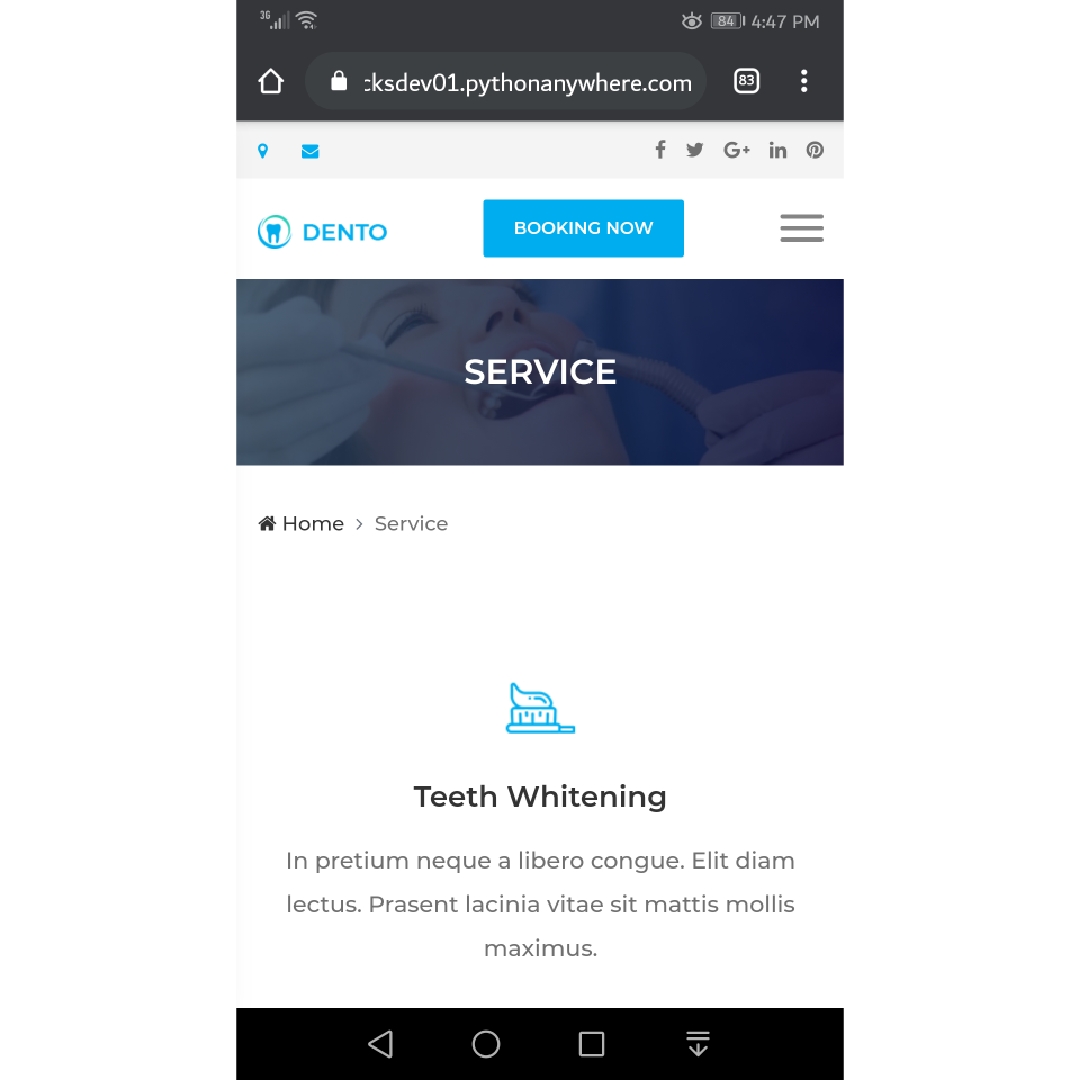 3G 84 4:47 PM
cksdev01.pythonanywhere.com 83
DENTO BOOKING NOW
SERVICE
Home > Service
Teeth Whitening
In pretium neque a libero congue. Elit diam
lectus. Prasent lacinia vitae sit mattis mollis
maximus.